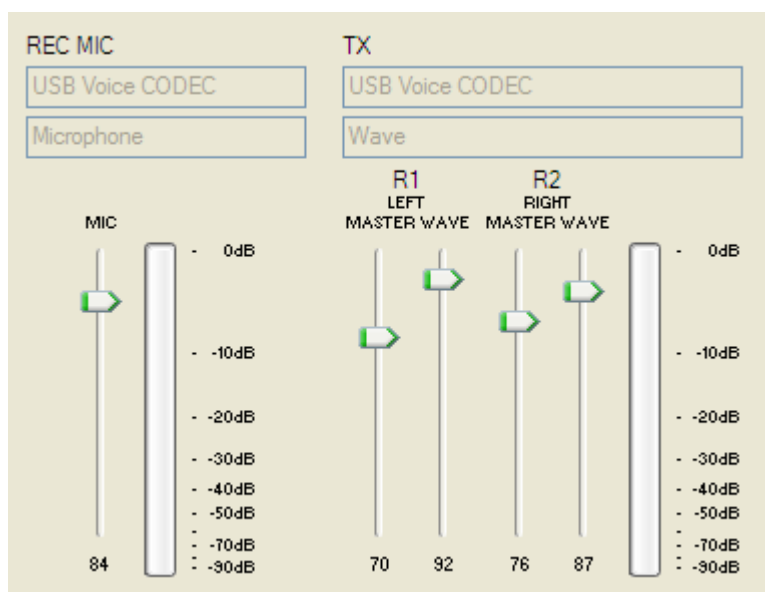 REC MIC
USB Voice CODEC
Microphone
MIC
0dB
-10dB
-20dB
-30dB
-40dB
-50dB
-70dB
-90dB
84
TX
USB Voice CODEC
Wave
R1 R2
LEFT RIGHT
MASTER WAVE MASTER WAVE
0dB
-10dB
-20dB
-30dB
-40dB
-50dB
-70dB
-90dB
70 92 76 87